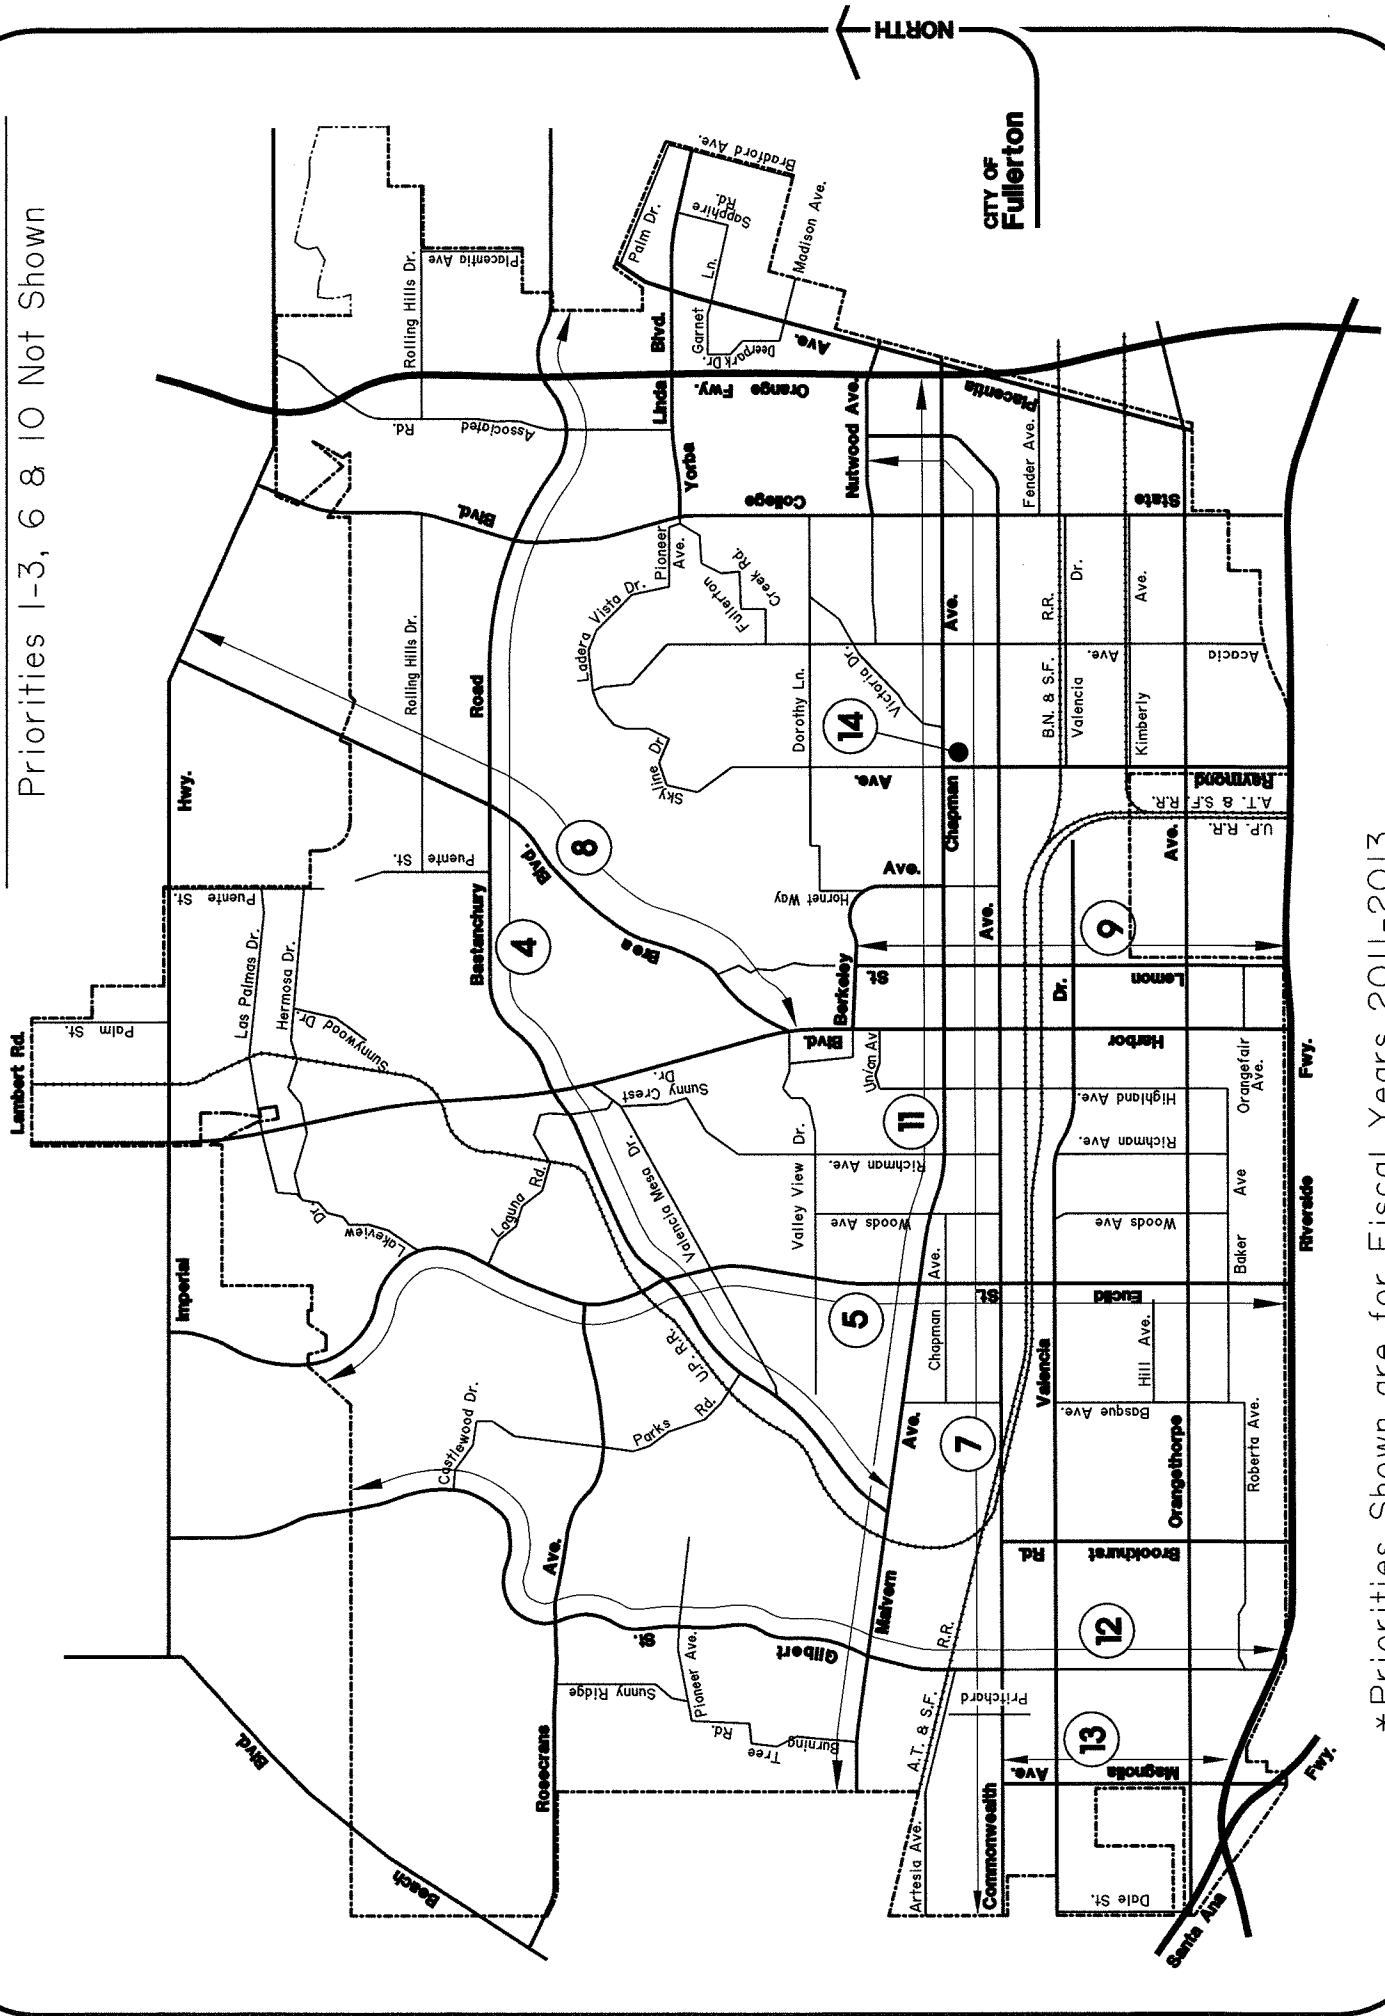 Priorities 1-3, 6 & 10 Not Shown
NORTH
CITY OF
Fullerton
Lambert Rd.
Palm St.
Puente St.
Las Palmas Dr.
Hermosa Dr.
Sunnywood Dr.
Imperial
Hwy.
Rolling Hills Dr.
Rolling Hills Dr.
Placentia Ave
Associated
Rd.
Puente
St.
Blvd.
Bastanchury
Road
Brea
Blvd.
Beach
Blvd.
Rosecrans
Ave.
Castlewood Dr.
Parks
Rd.
U.P. R.R.
Lakeview
Dr.
Laguna
Rd.
Valencia Mesa Dr.
Sunny Crest
Dr.
Skyline Dr
Ladera Vista Dr.
Pioneer
Ave.
Fullerton
Creek Rd.
Yorba
Linda
Blvd.
Palm Dr.
Bradford Ave.
Sapphire
Rd.
Garnet
Ln.
Deerpark Dr.
Madison Ave.
Ave.
Placentia
Orange Fwy.
College
State
Nutwood Ave.
Fender Ave.
Dorothy Ln.
Victoria Dr.
Hornet Way
Berkeley
Ave.
Ave.
Raymond
Chapman
Ave.
Union Av
Valley View Dr.
Richman Ave
Woods Ave
Malvern
Ave.
Chapman
Ave.
Sunny Ridge
Pioneer Ave.
Burning
Tree
Rd.
Gilbert
St.
Artesia Ave.
A.T. & S.F.
R.R.
Pritchard
Commonwealth
Ave.
B.N. & S.F.
R.R.
Valencia
Dr.
Kimberly
Ave.
Acacia
Ave.
A.T. & S.F. R.R.
U.P. R.R.
Lemon
St
Harbor
Blvd.
Highland Ave.
Richman Ave.
Woods Ave
Euclid
St
Basque Ave.
Hill Ave.
Brookhurst
Rd.
Magnolia
Ave.
Dale St.
Valencia
Dr.
Orangethorpe
Ave.
Orangefair
Ave.
Baker Ave
Roberta Ave.
Riverside
Fwy.
Santa Ana
Fwy.
4
5
7
8
9
11
12
13
14
*Priorities Shown are for Fiscal Years 2011-2013